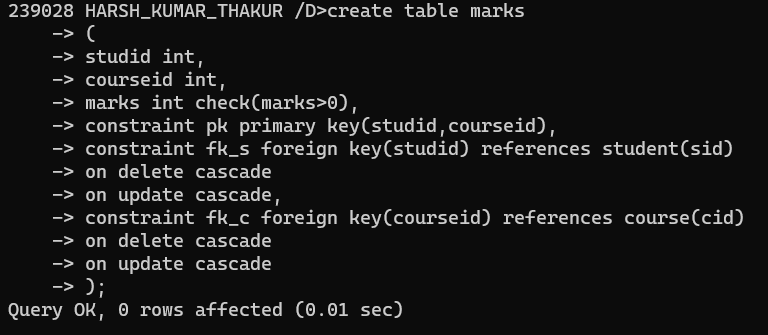 239028 HARSH_KUMAR_THAKUR /D>create table marks
-> (
-> studid int,
-> courseid int,
-> marks int check(marks>0),
-> constraint pk primary key(studid,courseid),
-> constraint fk_s foreign key(studid) references student(sid)
-> on delete cascade
-> on update cascade,
-> constraint fk_c foreign key(courseid) references course(cid)
-> on delete cascade
-> on update cascade
-> );
Query OK, 0 rows affected (0.01 sec)